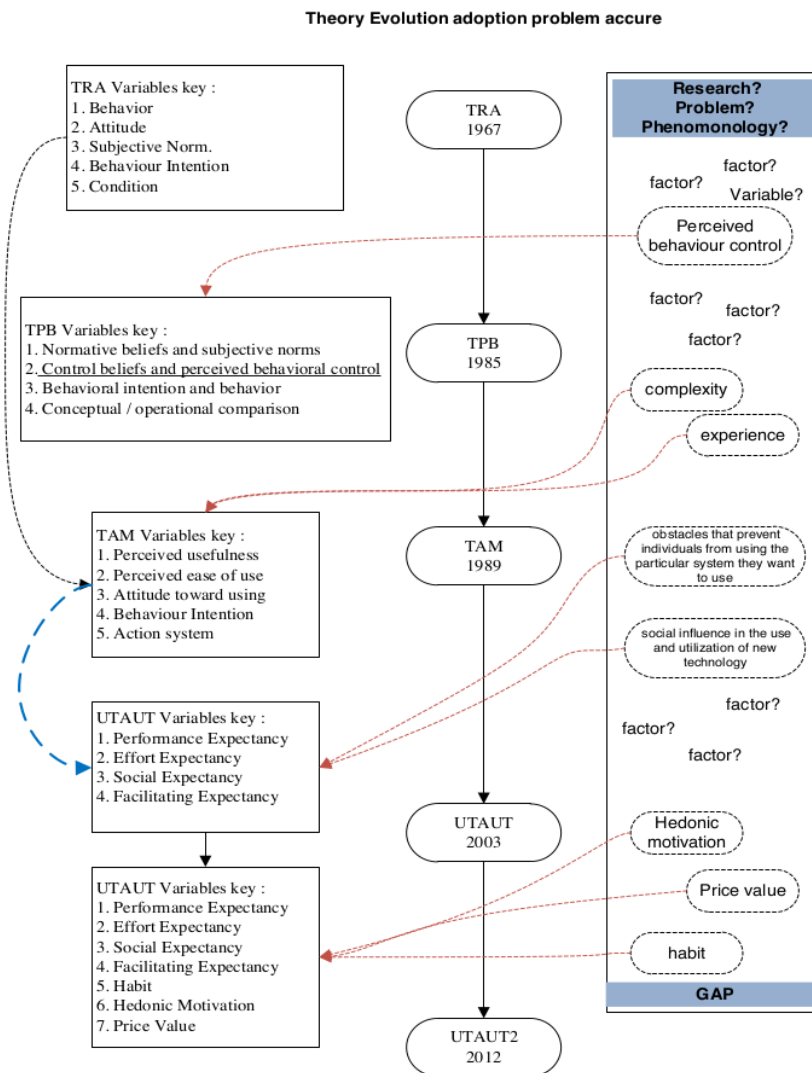 Theory Evolution adoption problem accure
TRA Variables key :
1. Behavior
2. Attitude
3. Subjective Norm.
4. Behaviour Intention
5. Condition
TPB Variables key :
1. Normative beliefs and subjective norms
2. Control beliefs and perceived behavioral control
3. Behavioral intention and behavior
4. Conceptual / operational comparison
TAM Variables key :
1. Perceived usefulness
2. Perceived ease of use
3. Attitude toward using
4. Behaviour Intention
5. Action system
UTAUT Variables key :
1. Performance Expectancy
2. Effort Expectancy
3. Social Expectancy
4. Facilitating Expectancy
UTAUT Variables key :
1. Performance Expectancy
2. Effort Expectancy
3. Social Expectancy
4. Facilitating Expectancy
5. Habit
6. Hedonic Motivation
7. Price Value
TRA
1967
TPB
1985
TAM
1989
UTAUT
2003
UTAUT2
2012
Research?
Problem?
Phenomonology?
factor?
factor?
Variable?
Perceived
behaviour control
factor?
factor?
factor?
complexity
experience
obstacles that prevent
individuals from using the
particular system they want
to use
social influence in the use
and utilization of new
technology
factor?
factor?
factor?
Hedonic
motivation
Price value
habit
GAP